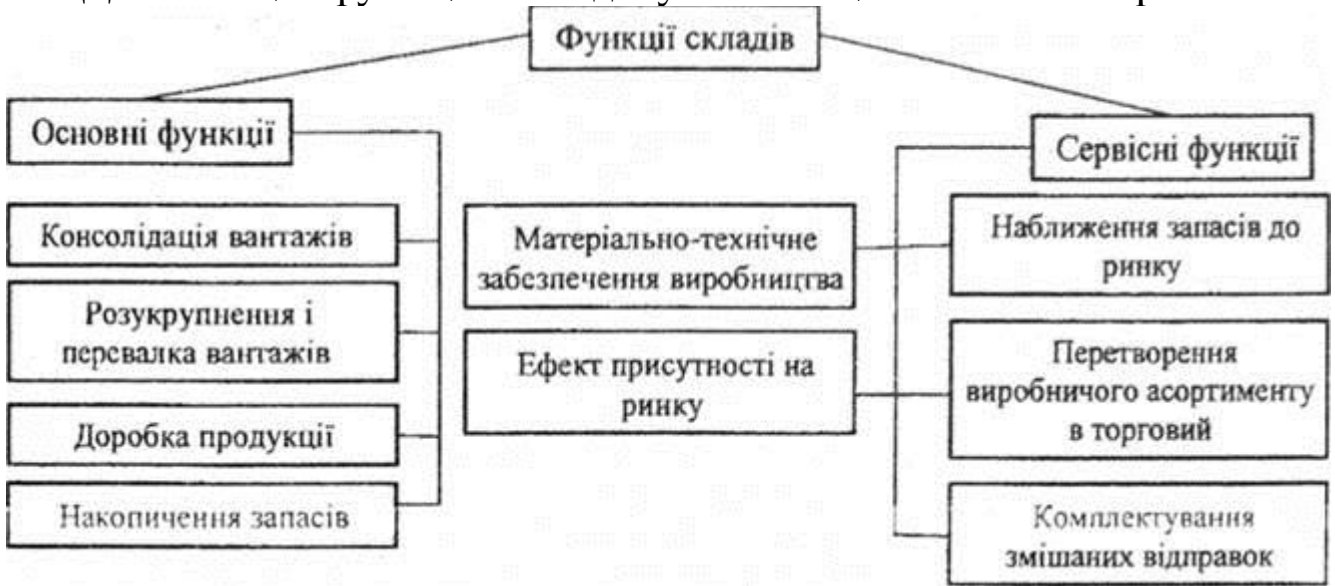 Функції складів
Основні функції
Консолідація вантажів
Розукрупнення і
перевалка вантажів
Доробка продукції
Накопичення запасів
Матеріально-технічне
забезпечення виробництва
Ефект присутності на
ринку
Сервісні функції
Наближення запасів до
ринку
Перетворення
виробничого асортименту
в торговий
Комплектування
змішаних відправок